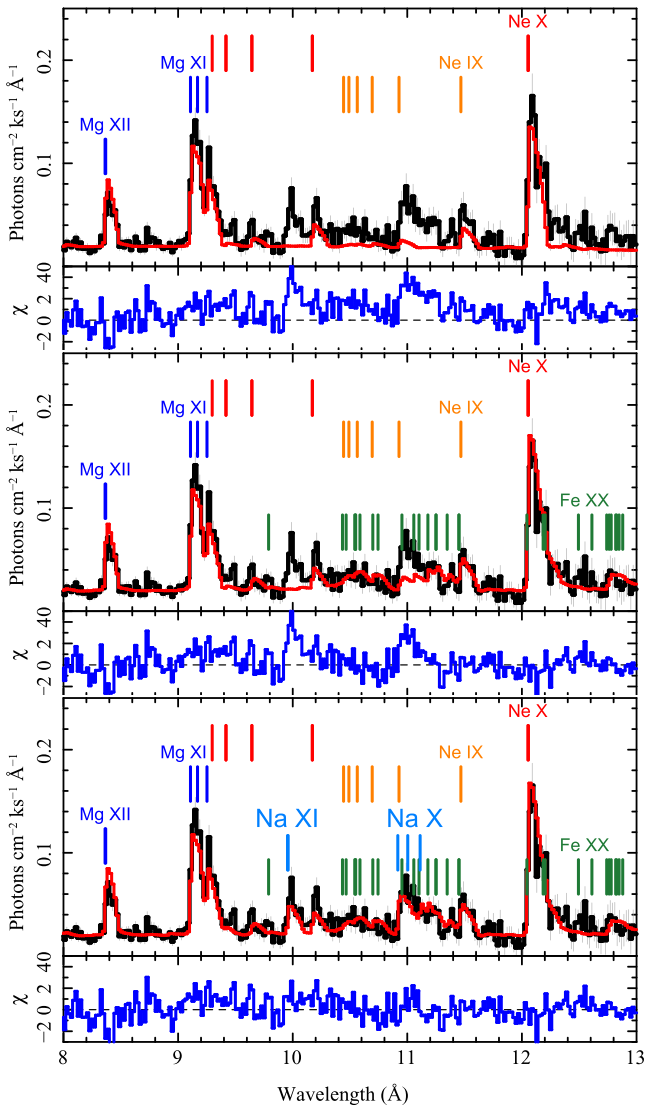 Ne X
Mg XI
Ne IX
Mg XII
0.2
0.1
Photons cm⁻² ks⁻¹ Å⁻¹
40
2
0
−2
χ
Ne X
Mg XI
Ne IX
Mg XII
Fe XX
0.2
0.1
Photons cm⁻² ks⁻¹ Å⁻¹
40
2
0
−2
χ
Ne X
Mg XI
Ne IX
Mg XII
Na XI
Na X
Fe XX
0.2
0.1
Photons cm⁻² ks⁻¹ Å⁻¹
40
2
0
−2
χ
8 9 10 11 12 13
Wavelength (Å)